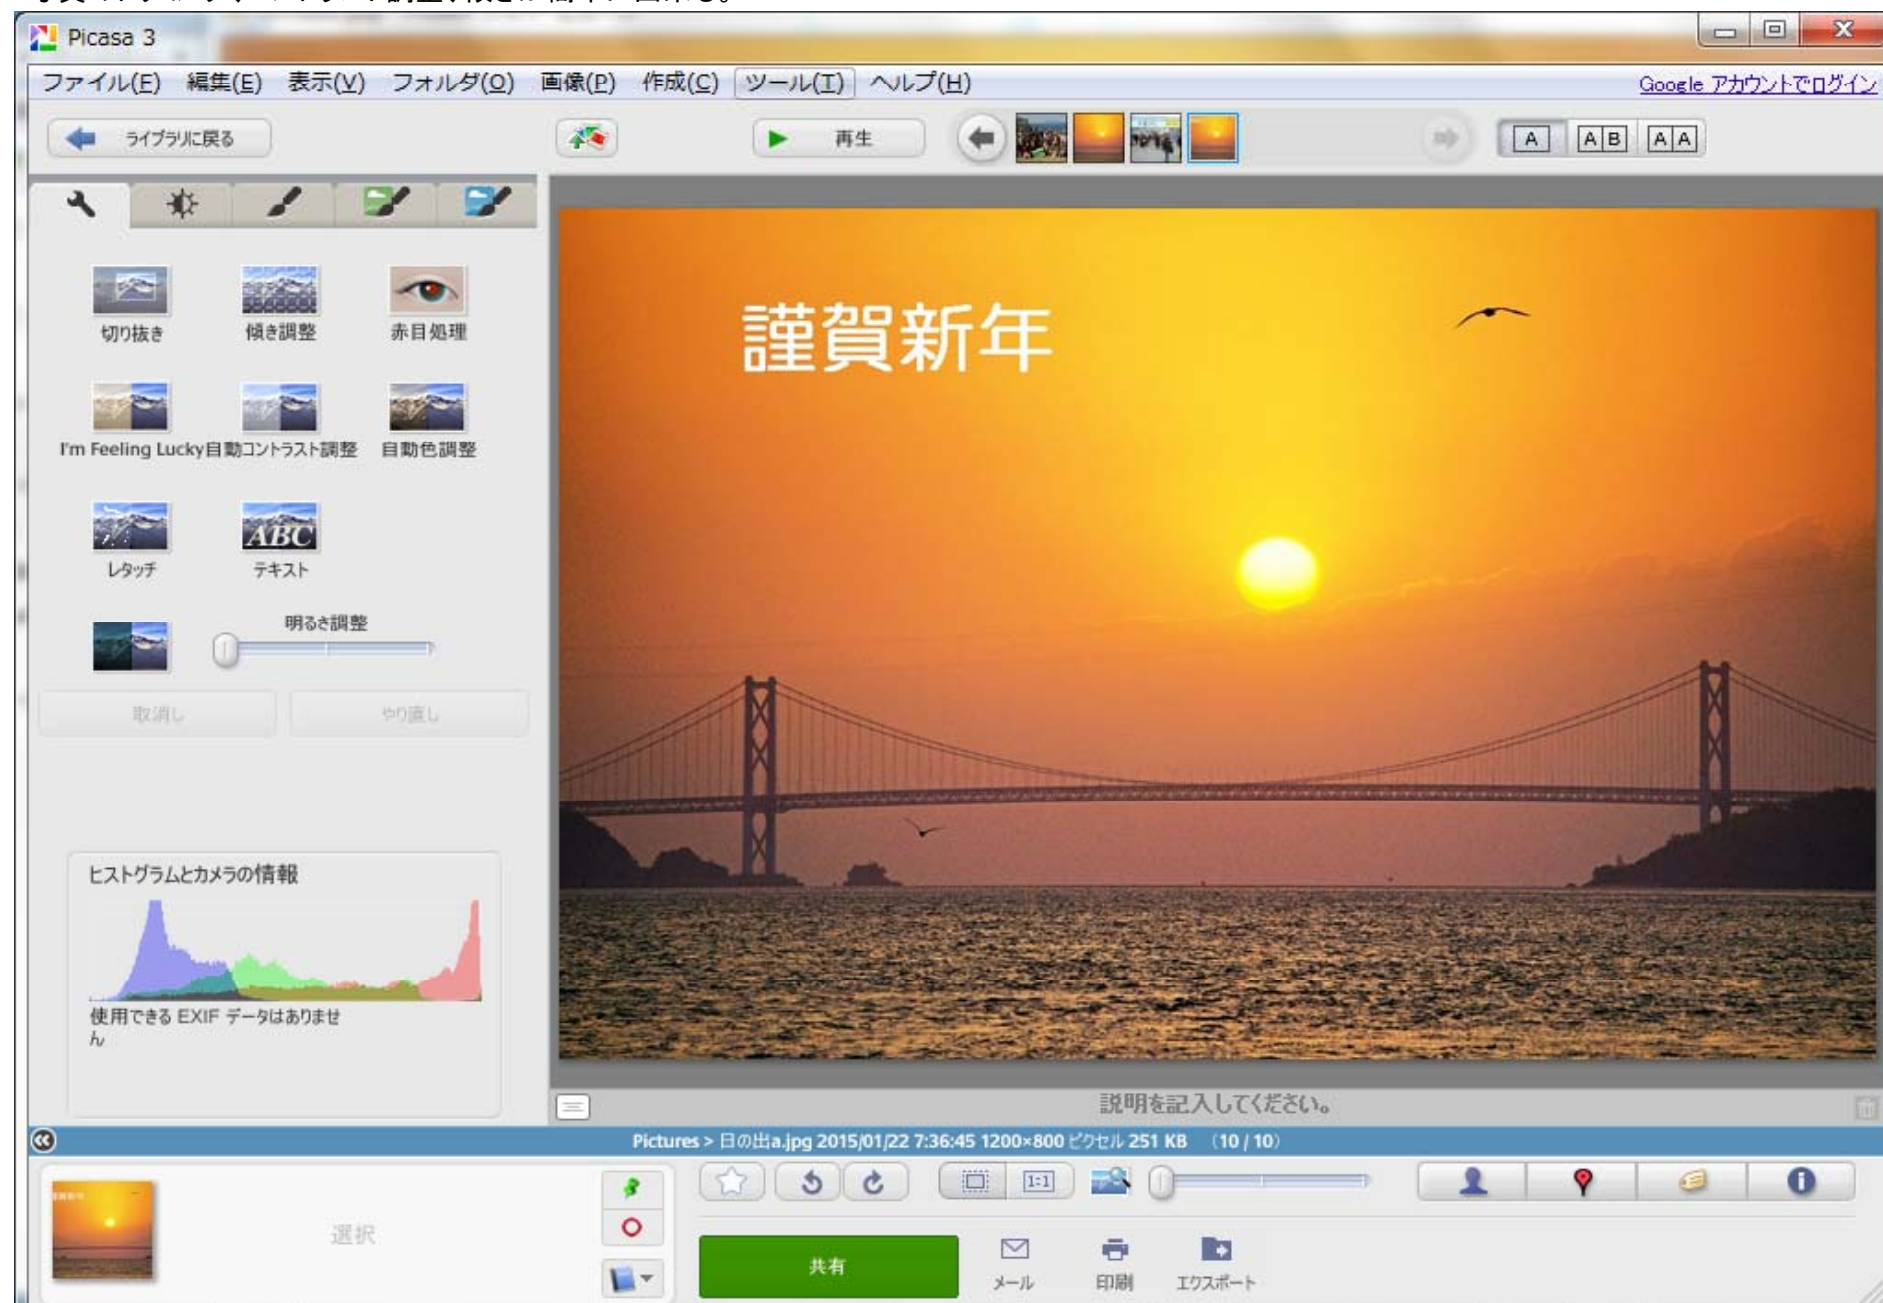 Picasa 3
ファイル(F) 編集(E) 表示(V) フォルダ(O) 画像(P) 作成(C) ツール(T) ヘルプ(H) Google アカウントでログイン
ライブラリに戻る 再生 A A B A A
謹賀新年
切り抜き 傾き調整 赤目処理
I'm Feeling Lucky 自動コントラスト調整 自動色調整
ABC
レタッチ テキスト
明るさ調整
取消し やり直し
ヒストグラムとカメラの情報
使用できる EXIF データはありませ
ん
説明を記入してください。
Pictures > 日の出a.jpg 2015/01/22 7:36:45 1200×800 ピクセル 251 KB (10 / 10)
1:1
選択
共有 メール 印刷 エクスポート